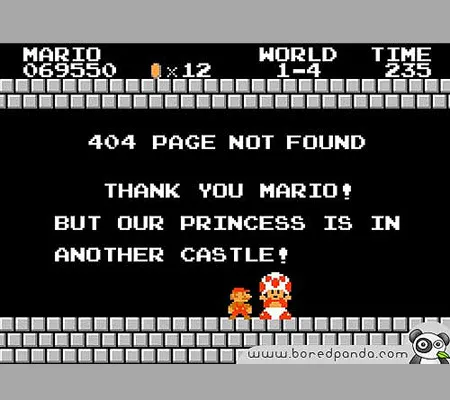 MARIO WORLD TIME
069550 x12 1-4 235
404 PAGE NOT FOUND
THANK YOU MARIO!
BUT OUR PRINCESS IS IN
ANOTHER CASTLE!
www.boredpanda.com